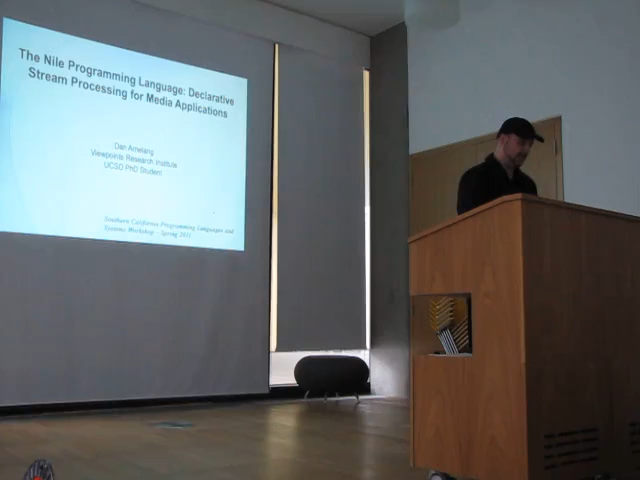 The Nile Programming Language: Declarative
Stream Processing for Media Applications
Dan Amelang
Viewpoints Research Institute
UCSD PhD Student
Southern California Programming Languages and
Systems Workshop - Spring 2011